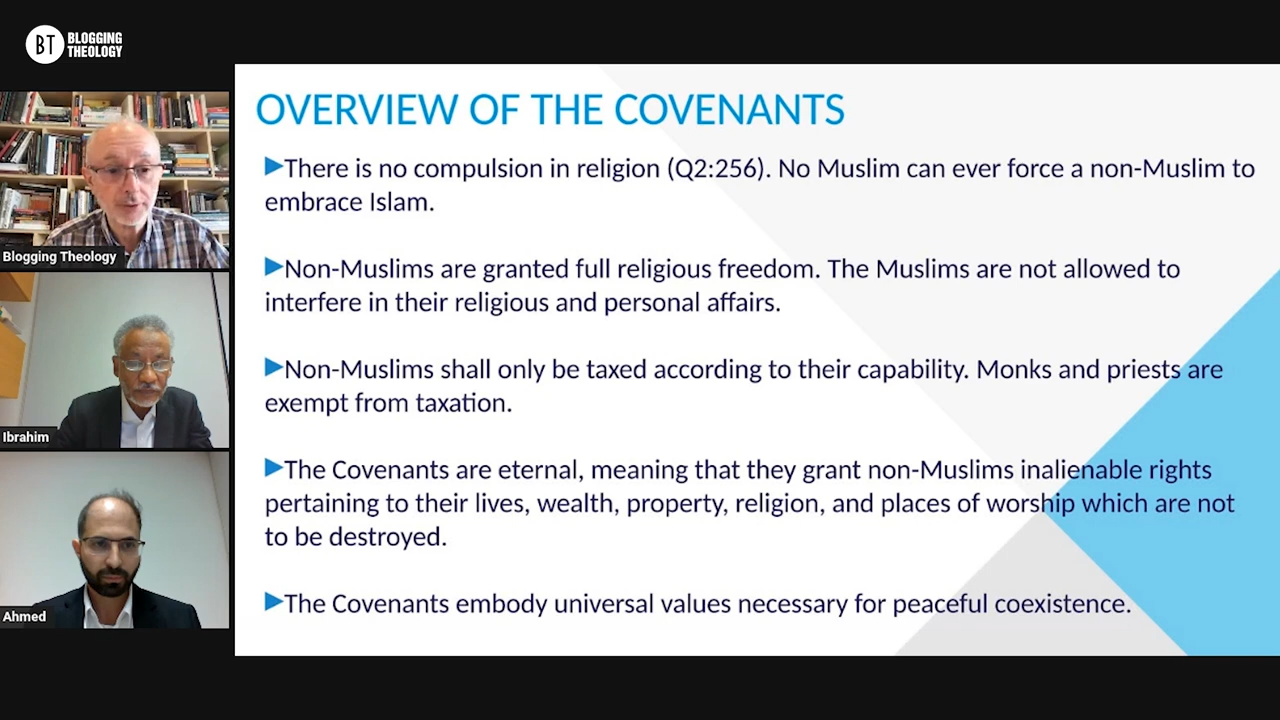 BT BLOGGING
THEOLOGY
Blogging Theology
Ibrahim
Ahmed
OVERVIEW OF THE COVENANTS
▶There is no compulsion in religion (Q2:256). No Muslim can ever force a non-Muslim to
embrace Islam.
▶Non-Muslims are granted full religious freedom. The Muslims are not allowed to
interfere in their religious and personal affairs.
▶Non-Muslims shall only be taxed according to their capability. Monks and priests are
exempt from taxation.
▶The Covenants are eternal, meaning that they grant non-Muslims inalienable rights
pertaining to their lives, wealth, property, religion, and places of worship which are not
to be destroyed.
▶The Covenants embody universal values necessary for peaceful coexistence.